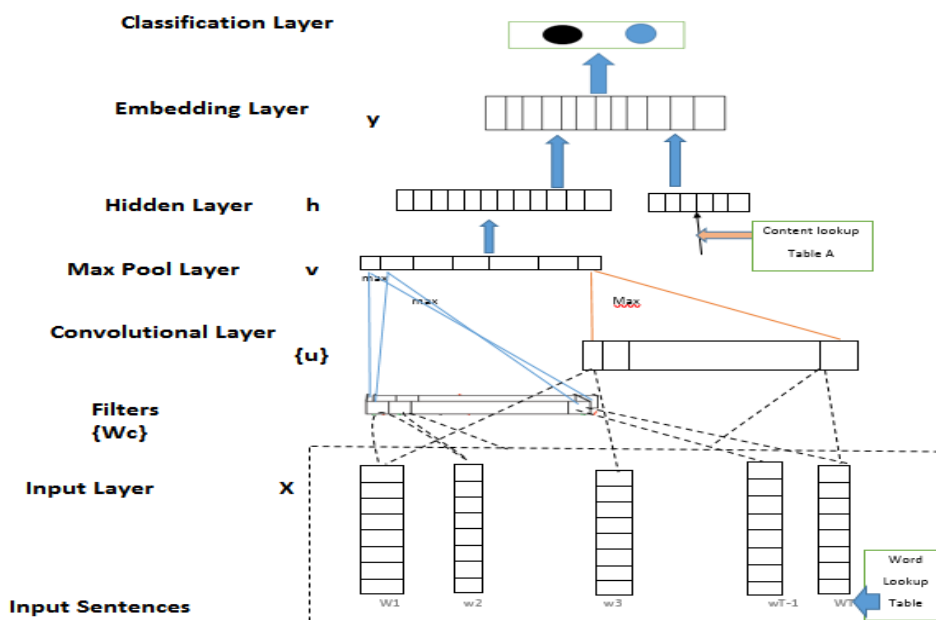 Classification Layer
Embedding Layer y
Hidden Layer h
Content lookup
Table A
Max Pool Layer v
max
max
Max
Convolutional Layer
{u}
Filters
{Wc}
Input Layer X
Word
Lookup
Table
W1 w2 w3 wT-1 WT
Input Sentences